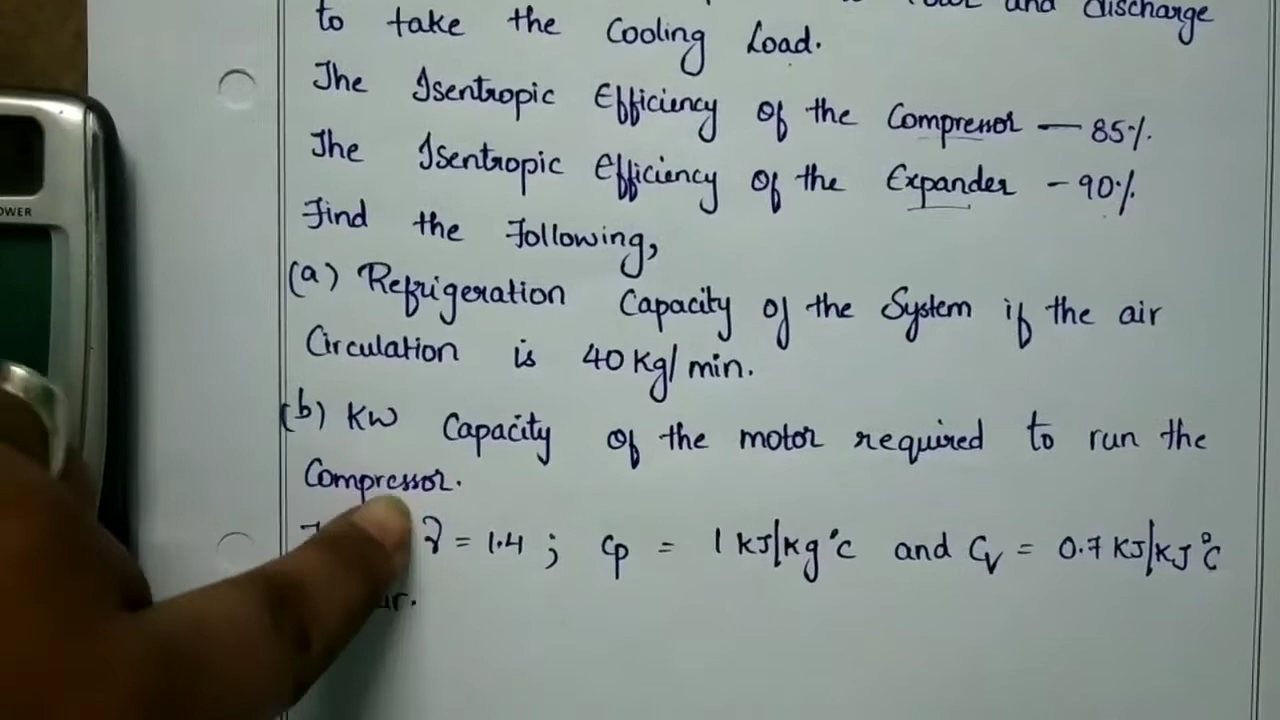 and discharge
to take the Cooling Load.
The Isentropic Efficiency Of the Compressor — 85%.
The Isentropic Efficiency Of the Expander - 90%.
Find the Following,
(a) Refrigeration Capacity of the System if the air
Circulation is 40 kg/min.
(b) KW Capacity Of the motor required to run the
Compressor.
γ = 1.4 ; Cp = 1 KJ/Kg°C and Cv = 0.7 KJ/KJ°C
OWER